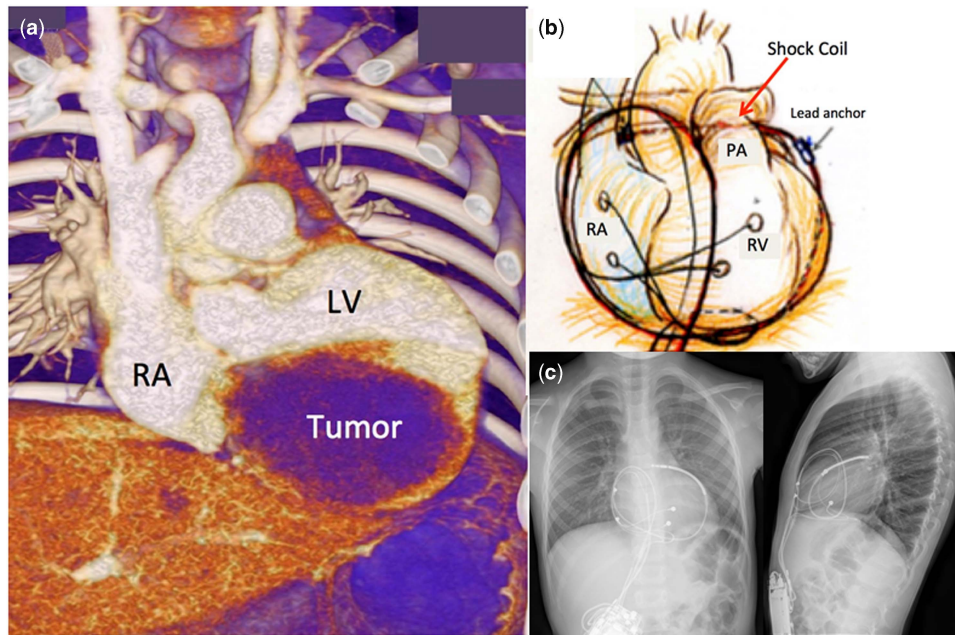 (a)
LV
RA
Tumor
(b)
Shock Coil
Lead anchor
PA
RA
RV
(c)